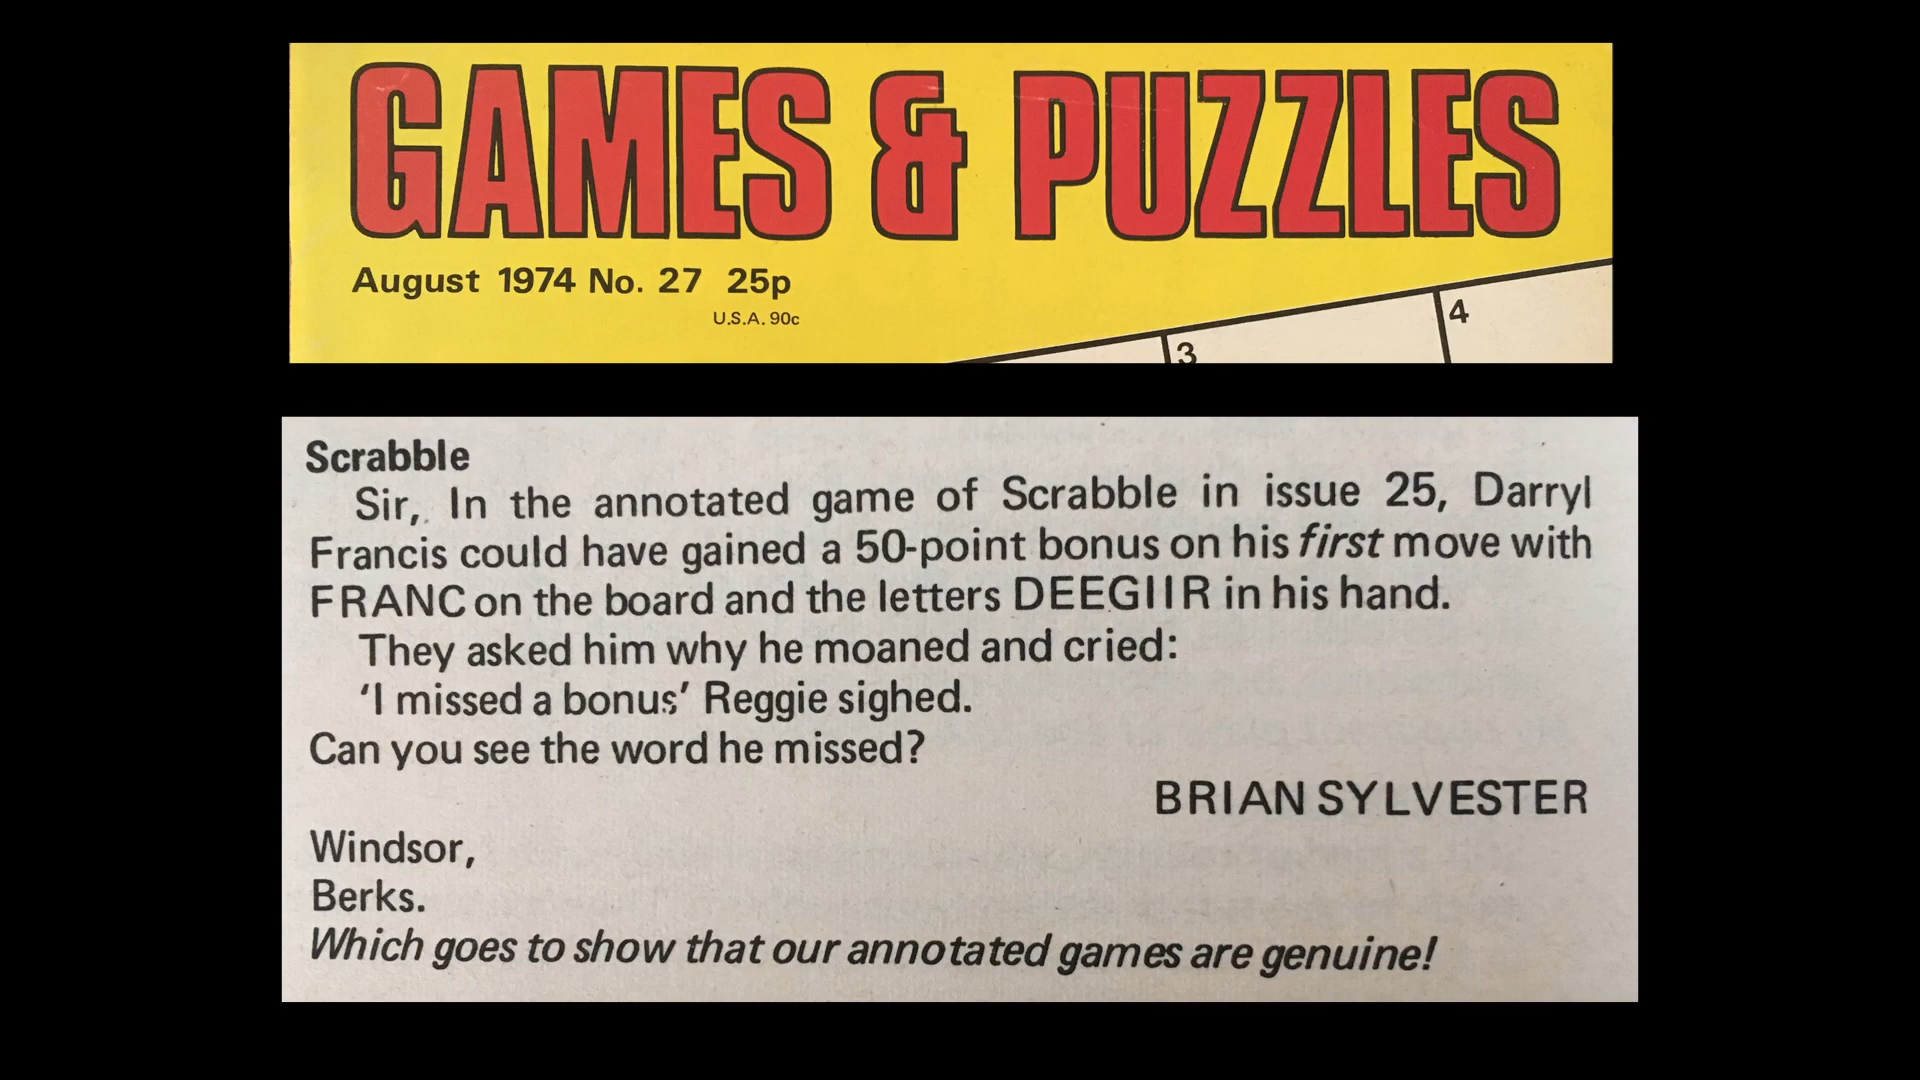 GAMES & PUZZLES
August 1974 No. 27 25p
U.S.A. 90c
3
4
Scrabble
Sir, In the annotated game of Scrabble in issue 25, Darryl
Francis could have gained a 50-point bonus on his first move with
FRANC on the board and the letters DEEGIIR in his hand.
They asked him why he moaned and cried:
'I missed a bonus' Reggie sighed.
Can you see the word he missed?
BRIAN SYLVESTER
Windsor,
Berks.
Which goes to show that our annotated games are genuine!